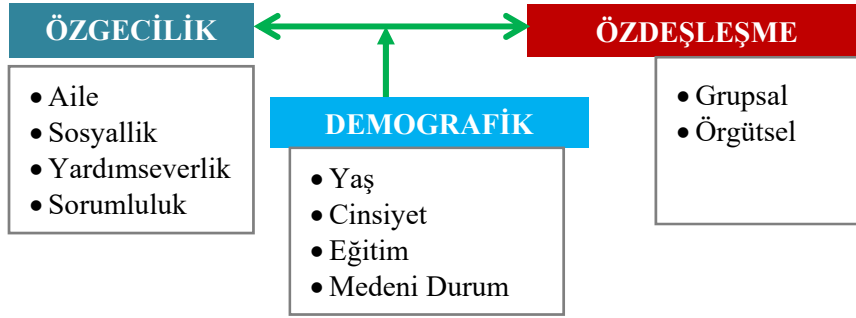 ÖZGECİLİK
• Aile
• Sosyallik
• Yardımseverlik
• Sorumluluk
DEMOGRAFİK
• Yaş
• Cinsiyet
• Eğitim
• Medeni Durum
ÖZDEŞLEŞME
• Grupsal
• Örgütsel